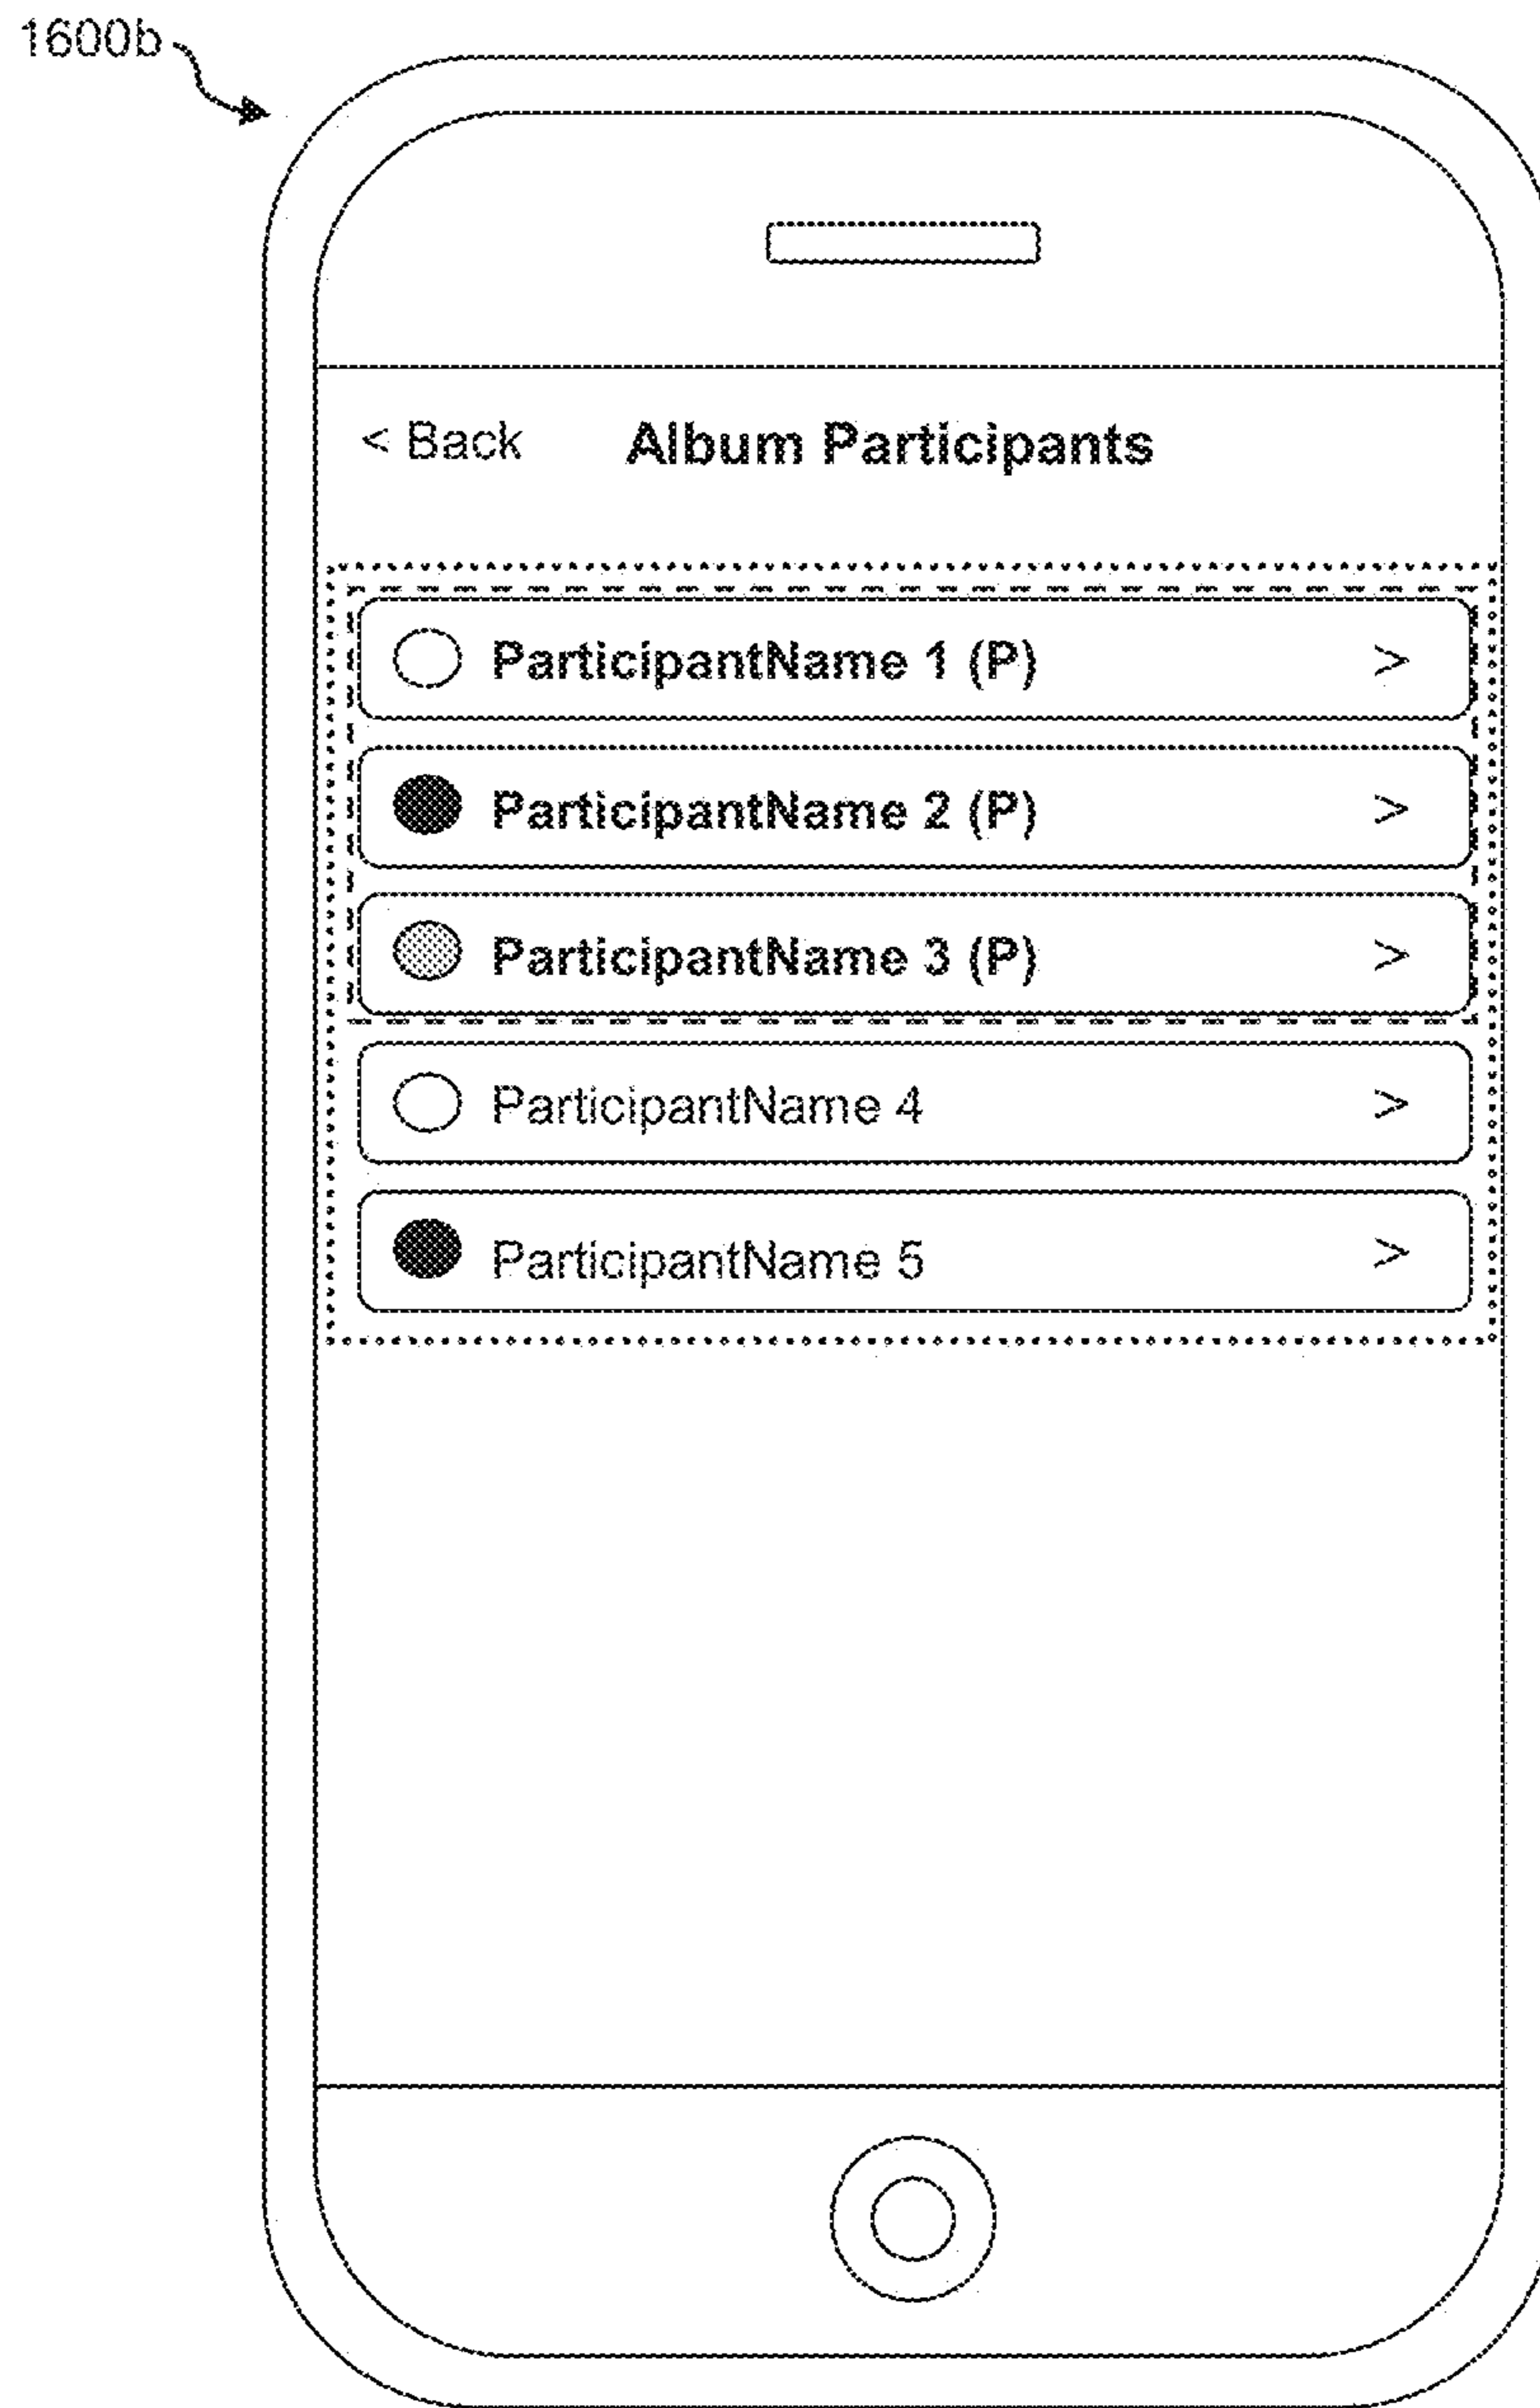 1600b
< Back Album Participants
ParticipantName 1 (P) >
ParticipantName 2 (P) >
ParticipantName 3 (P) >
ParticipantName 4 >
ParticipantName 5 >